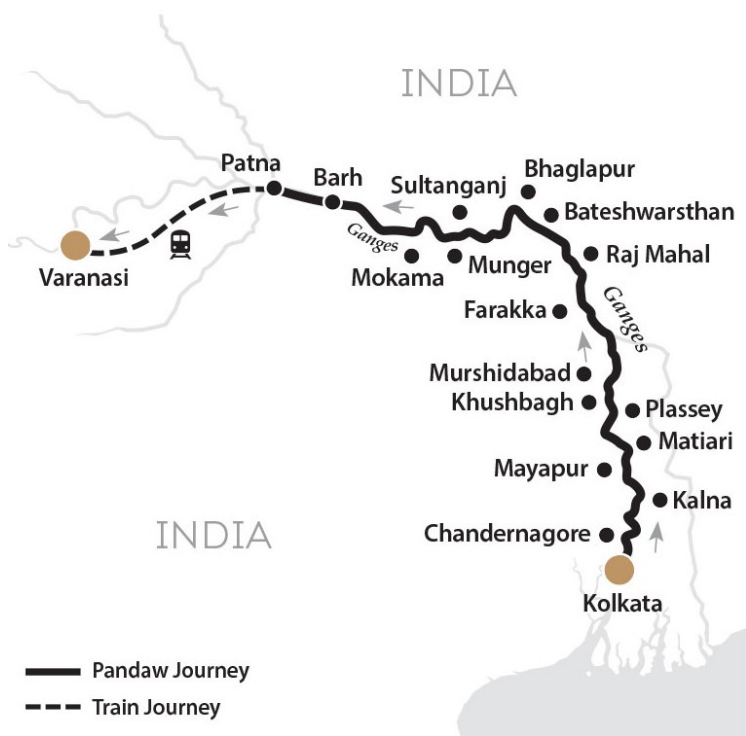 INDIA
Patna
Barh
Sultanganj
Bhaglapur
Bateshwarsthan
Ganges
Varanasi
Mokama
Munger
Raj Mahal
Farakka
Ganges
Murshidabad
Khushbagh
Plassey
Matiari
Mayapur
Kalna
INDIA
Chandernagore
Kolkata
Pandaw Journey
Train Journey